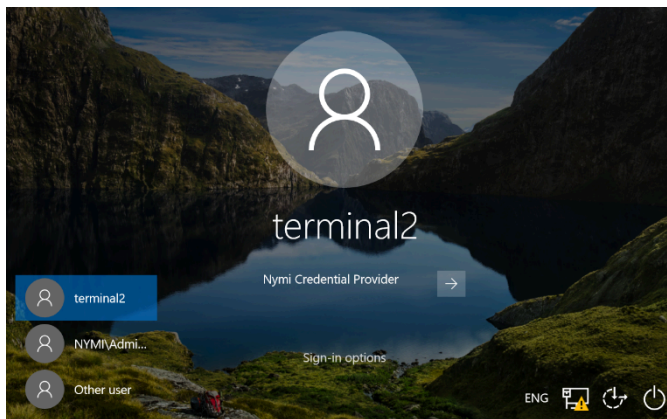 terminal2
Nymi Credential Provider
Sign-in options
terminal2
NYMI\Admi...
Other user
ENG